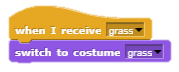 when I receive grass
switch to costume grass